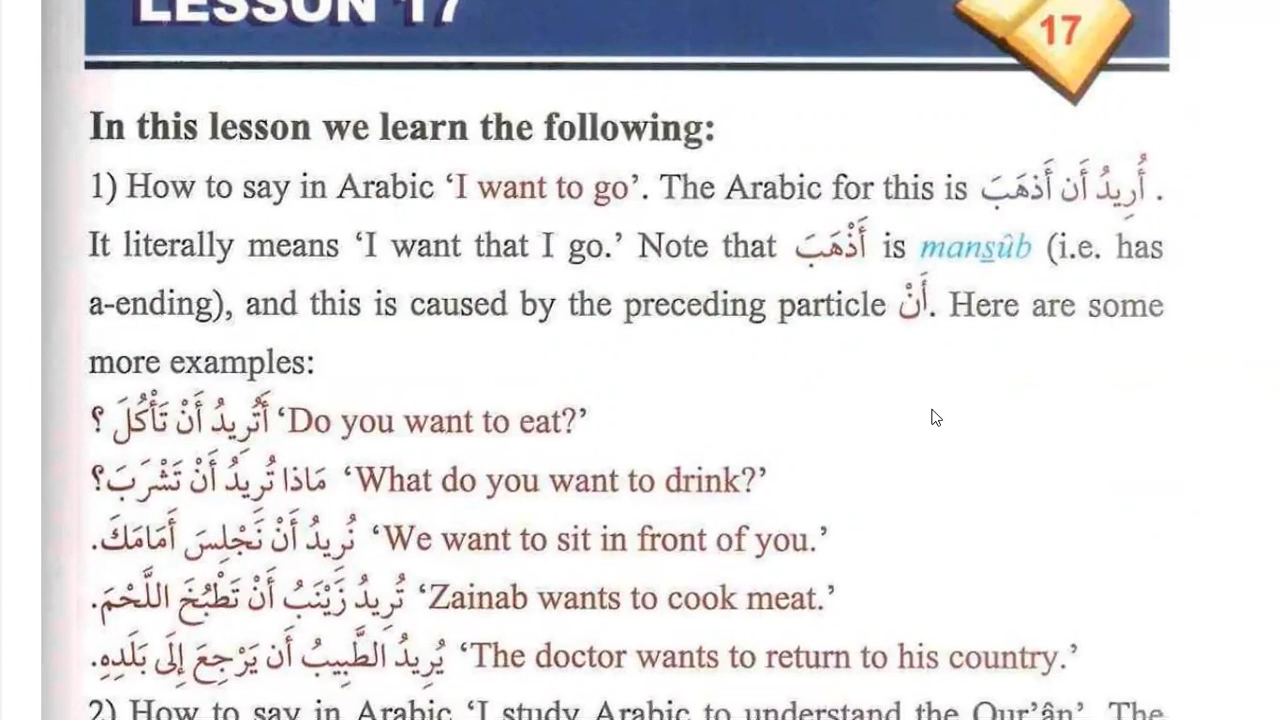 LESSON 17
17
In this lesson we learn the following:
1) How to say in Arabic ‘I want to go’. The Arabic for this is أُرِيدُ أَن أَذهَبَ .
It literally means ‘I want that I go.’ Note that أَذْهَبَ is mansûb (i.e. has
a-ending), and this is caused by the preceding particle أَنْ. Here are some
more examples:
أَتُرِيدُ أَنْ تَأْكُلَ ؟ ‘Do you want to eat?’
مَاذا تُرِيدُ أَنْ تَشْرَبَ؟ ‘What do you want to drink?’
نُرِيدُ أَنْ نَجْلِسَ أَمَامَكَ. ‘We want to sit in front of you.’
تُرِيدُ زَيْنَبُ أَنْ تَطْبُخَ اللَّحْمَ. ‘Zainab wants to cook meat.’
يُرِيدُ الطَّبِيبُ أَن يَرْجِعَ إِلَى بَلَدِهِ. ‘The doctor wants to return to his country.’
2) How to say in Arabic ‘I study Arabic to understand the Qur’ân’. The